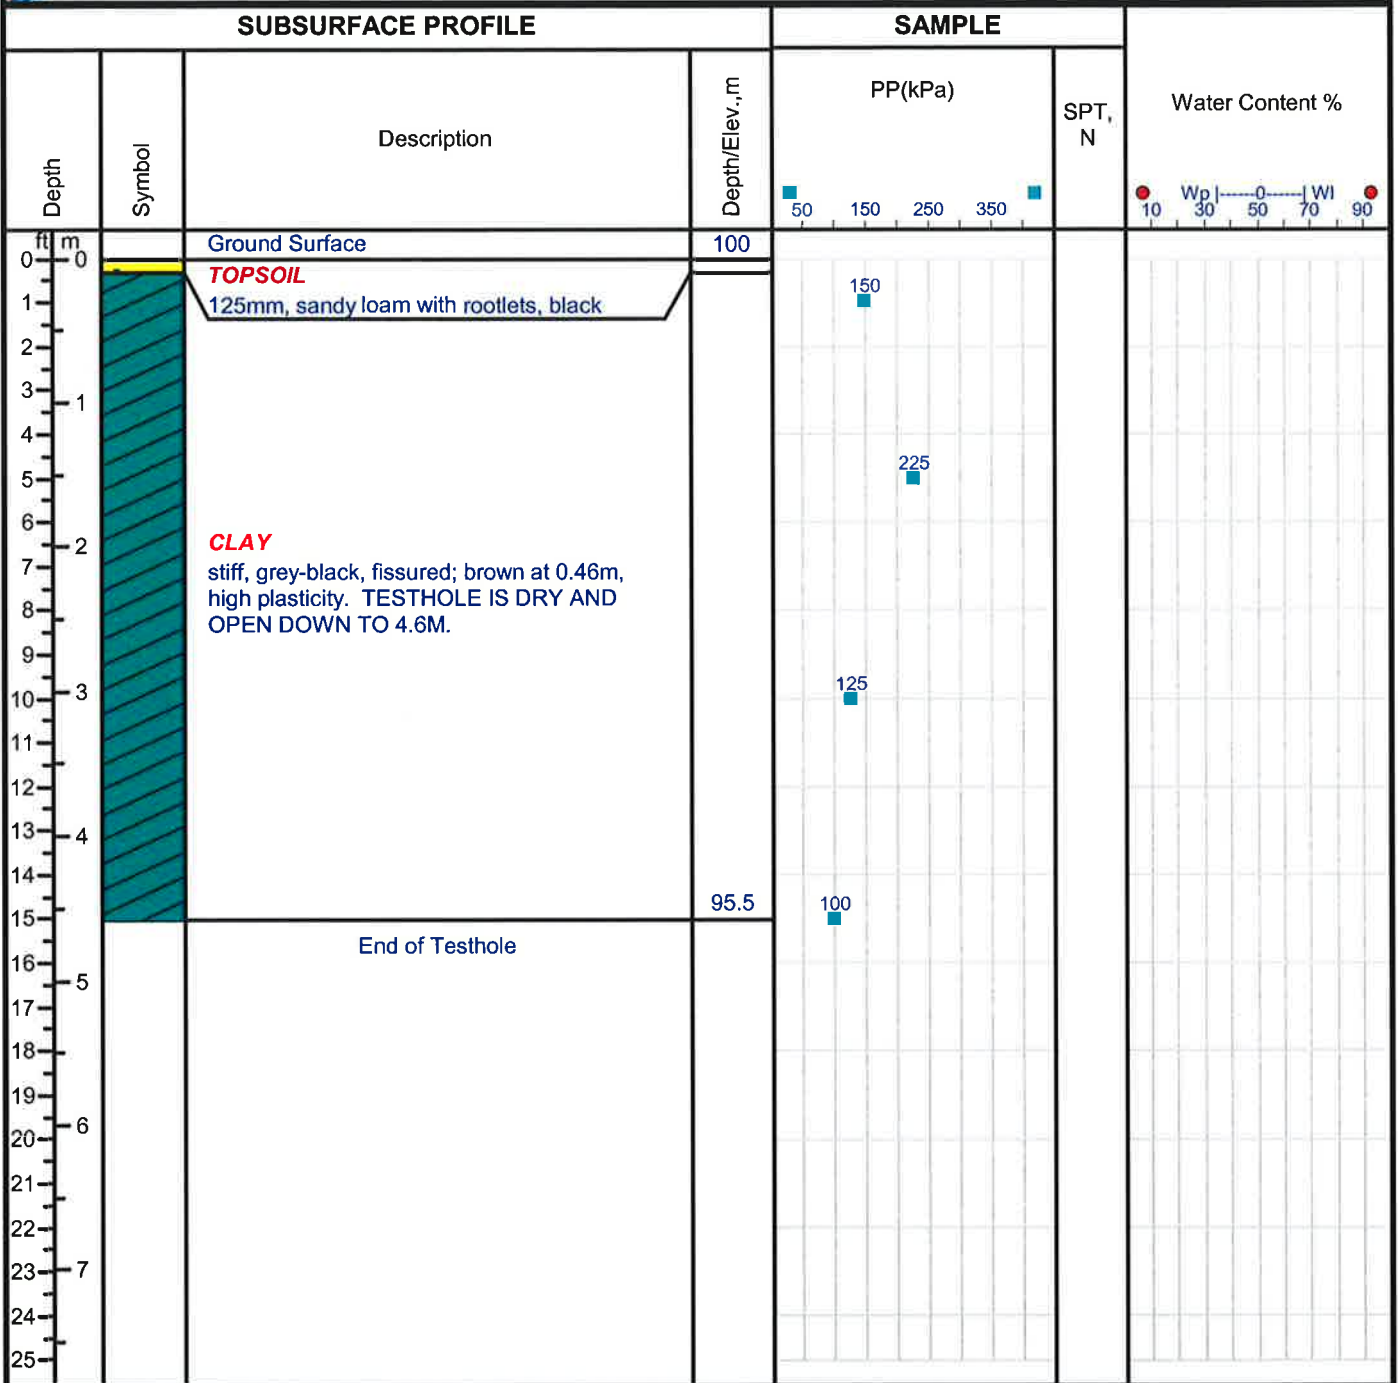 SUBSURFACE PROFILE
SAMPLE
Depth
Symbol
Description
Depth/Elev.,m
PP(kPa)
SPT,
N
Water Content %
50 150 250 350
Wp |------0------| Wl
10 30 50 70 90
ft m
Ground Surface
100
0 0
TOPSOIL
125mm, sandy loam with rootlets, black
150
1
2
3
1
4
225
5
6
2
CLAY
stiff, grey-black, fissured; brown at 0.46m,
high plasticity. TESTHOLE IS DRY AND
OPEN DOWN TO 4.6M.
7
8
9
125
10
3
11
12
13
4
14
95.5
100
15
End of Testhole
16
5
17
18
19
6
20
21
22
23
7
24
25